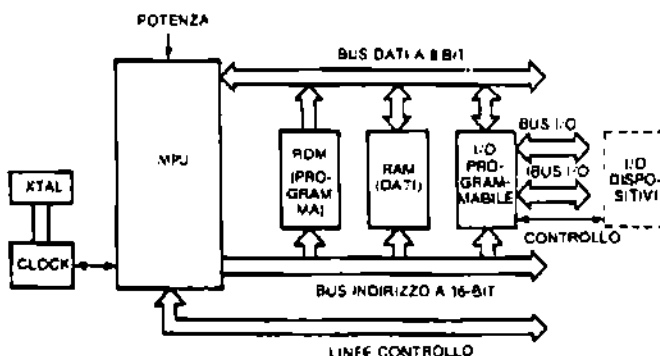 POTENZA
BUS DATI A 8 BIT
MPU
XTAL
CLOCK
ROM
(PRO-
GRAM
MA)
RAM
(DATI)
I/O
PRO-
GRAM-
MABILE
BUS I/O
(BUS I/O
I/O
DISPO-
SITIVI
CONTROLLO
BUS INDIRIZZO A 16-BIT
LINEE CONTROLLO